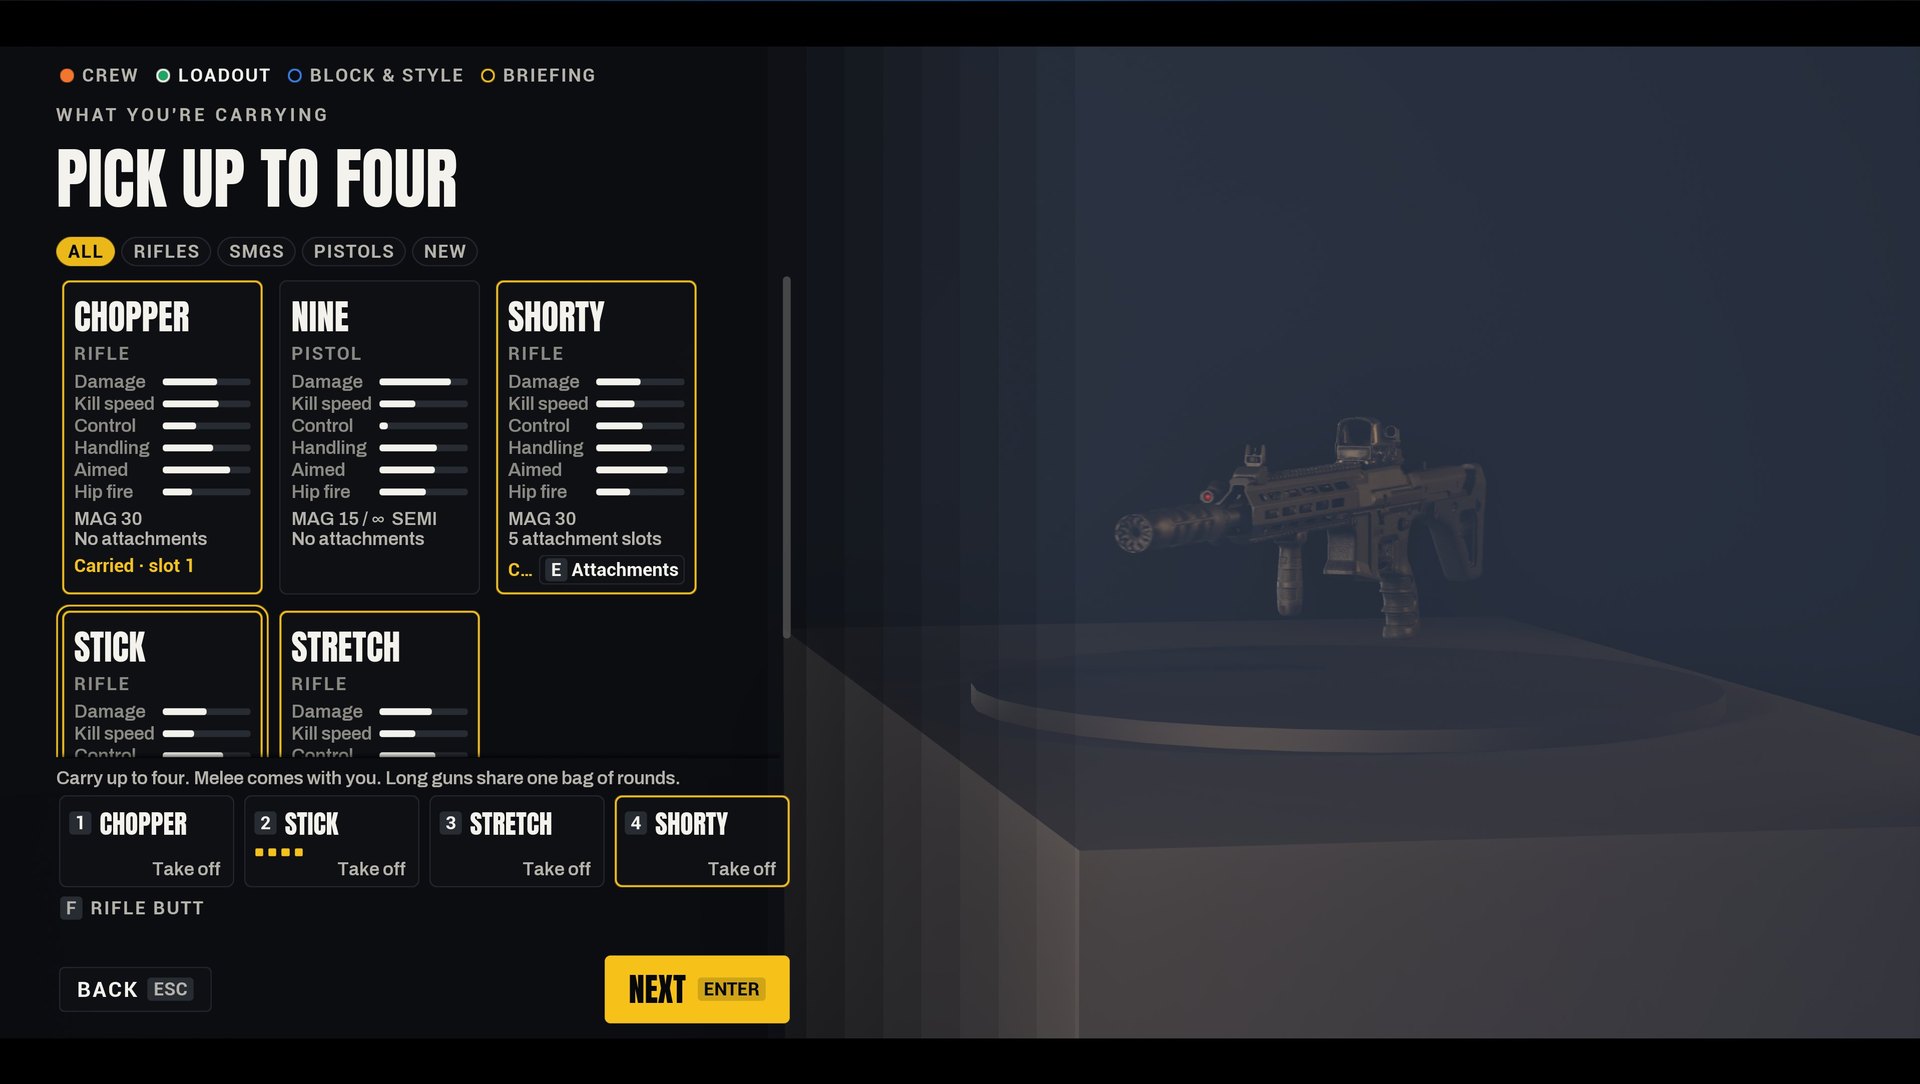 CREW LOADOUT BLOCK & STYLE BRIEFING
WHAT YOU'RE CARRYING
PICK UP TO FOUR
ALL RIFLES SMGS PISTOLS NEW
CHOPPER
RIFLE
Damage
Kill speed
Control
Handling
Aimed
Hip fire
MAG 30
No attachments
Carried · slot 1
NINE
PISTOL
Damage
Kill speed
Control
Handling
Aimed
Hip fire
MAG 15 / ∞ SEMI
No attachments
SHORTY
RIFLE
Damage
Kill speed
Control
Handling
Aimed
Hip fire
MAG 30
5 attachment slots
C... E Attachments
STICK
RIFLE
Damage
Kill speed
Control
STRETCH
RIFLE
Damage
Kill speed
Control
Carry up to four. Melee comes with you. Long guns share one bag of rounds.
1 CHOPPER
Take off
2 STICK
Take off
3 STRETCH
Take off
4 SHORTY
Take off
F RIFLE BUTT
BACK ESC
NEXT ENTER